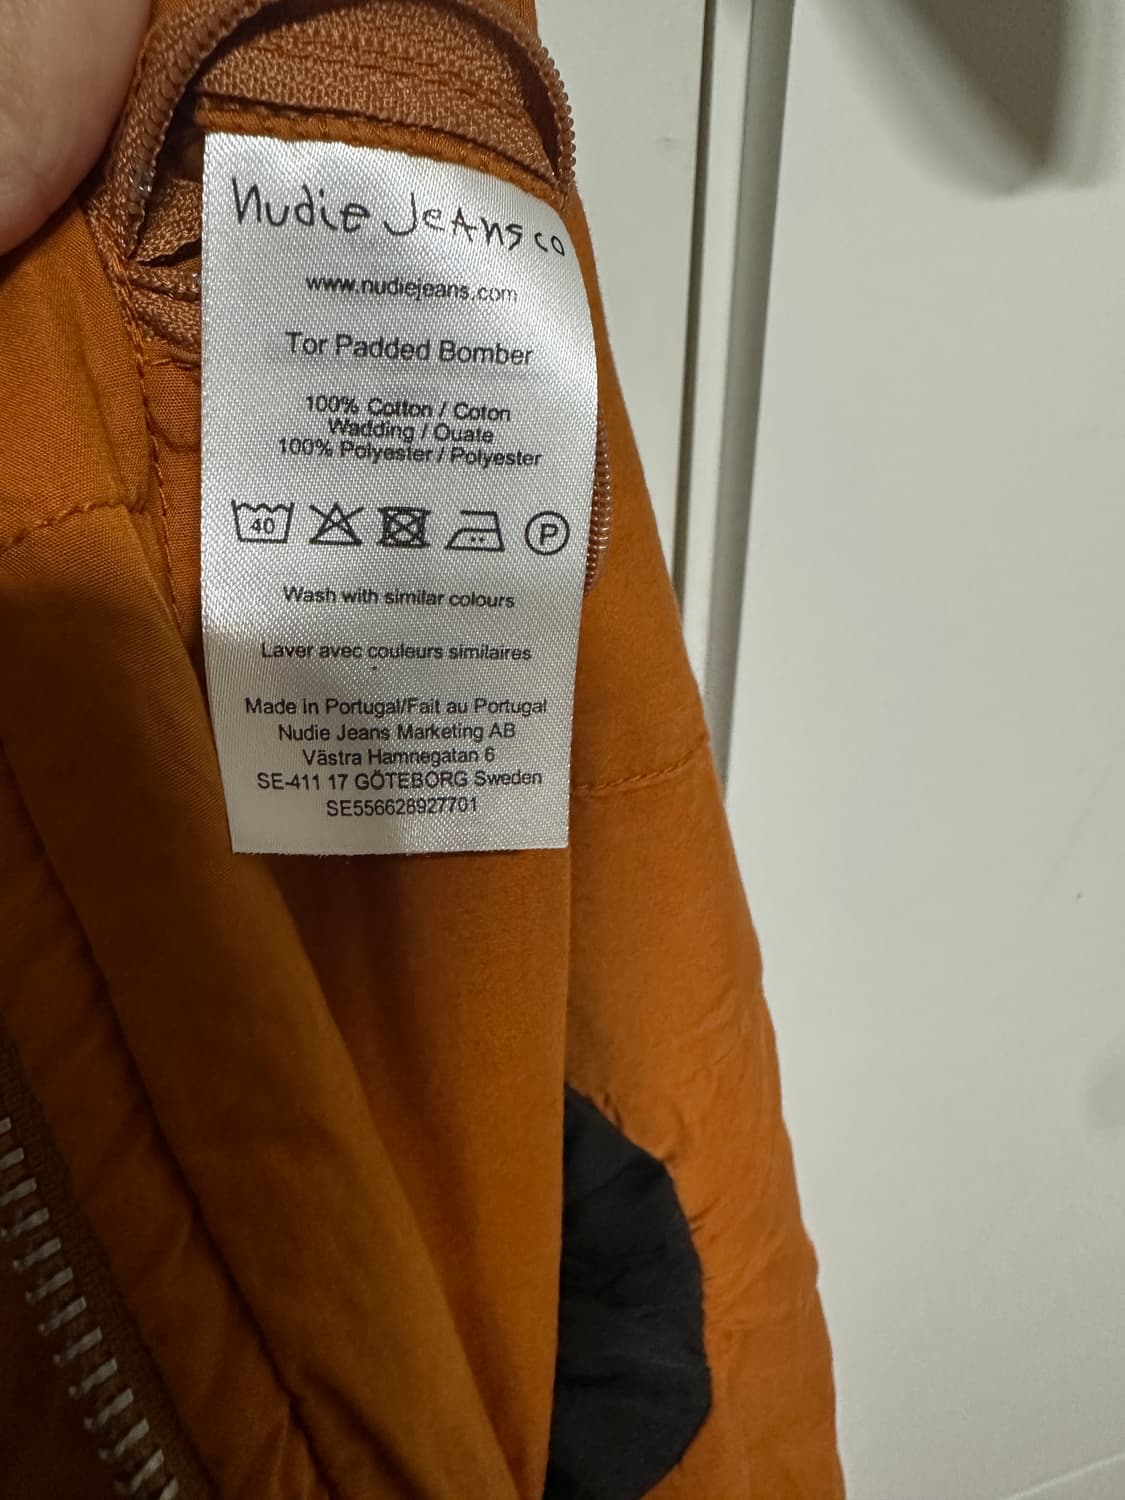 Nudie Jeans co
www.nudiejeans.com
Tor Padded Bomber
100% Cotton / Coton
Wadding / Ouate
100% Polyester / Polyester
40 P
Wash with similar colours
Laver avec couleurs similaires
Made in Portugal/Fait au Portugal
Nudie Jeans Marketing AB
Västra Hamnegatan 6
SE-411 17 GÖTEBORG Sweden
SE556628927701